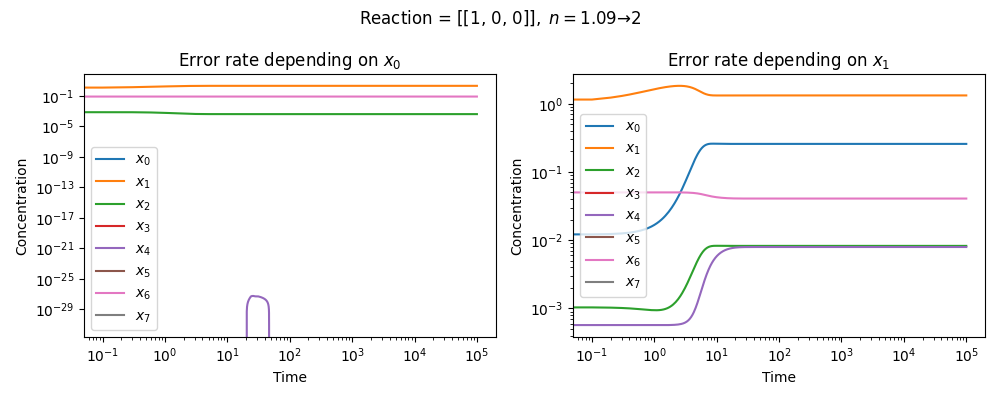 Reaction = [[1, 0, 0]], n = 1.09→2
Error rate depending on x₀
Concentration
10⁻¹
10⁻⁵
10⁻⁹
10⁻¹³
10⁻¹⁷
10⁻²¹
10⁻²⁵
10⁻²⁹
x₀
x₁
x₂
x₃
x₄
x₅
x₆
x₇
10⁻¹ 10⁰ 10¹ 10² 10³ 10⁴ 10⁵
Time
Error rate depending on x₁
Concentration
10⁰
10⁻¹
10⁻²
10⁻³
x₀
x₁
x₂
x₃
x₄
x₅
x₆
x₇
10⁻¹ 10⁰ 10¹ 10² 10³ 10⁴ 10⁵
Time